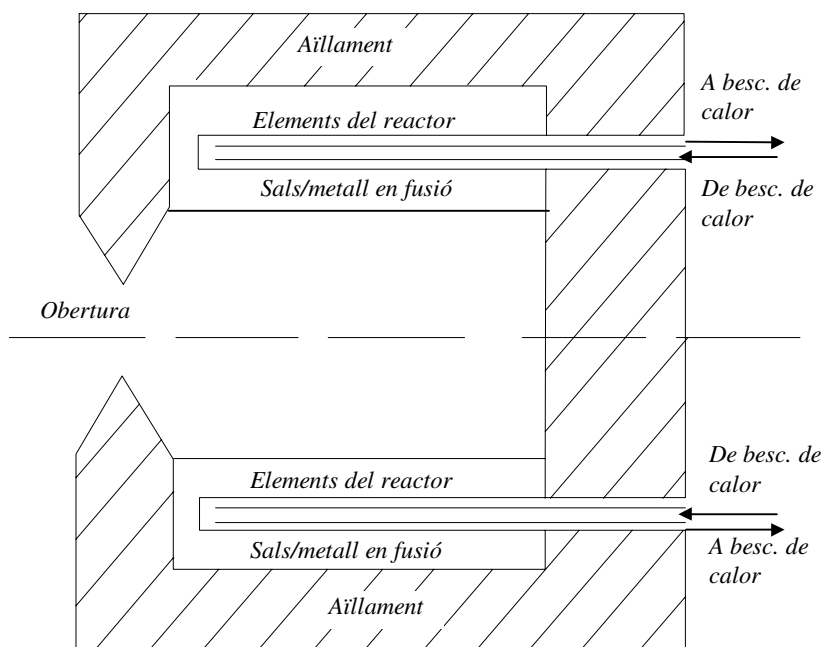 Aïllament
A besc. de
calor
Elements del reactor
Sals/metall en fusió
De besc. de
calor
Obertura
De besc. de
calor
Elements del reactor
Sals/metall en fusió
A besc. de
calor
Aïllament